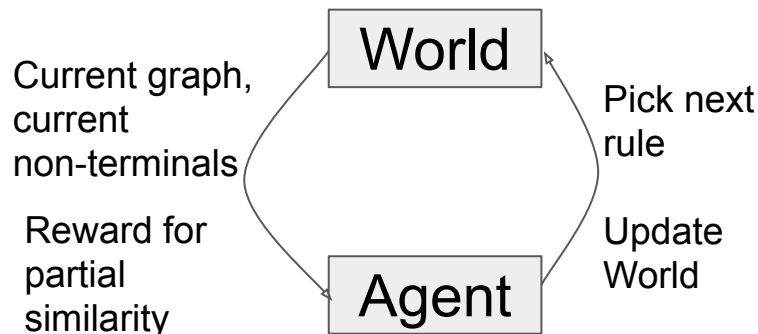 World
Current graph,
current
non-terminals
Pick next
rule
Reward for
partial
similarity
Update
World
Agent